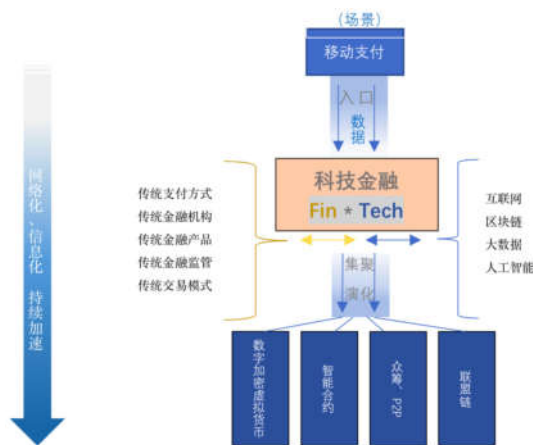 （场景）
移动支付
入口
数据
科技金融
Fin * Tech
传统支付方式
传统金融机构
传统金融产品
传统金融监管
传统交易模式
互联网
区块链
大数据
人工智能
集聚
演化
数字加密虚拟货币
智能合约
众筹、P2P
联盟链
网络化、信息化 持续加速